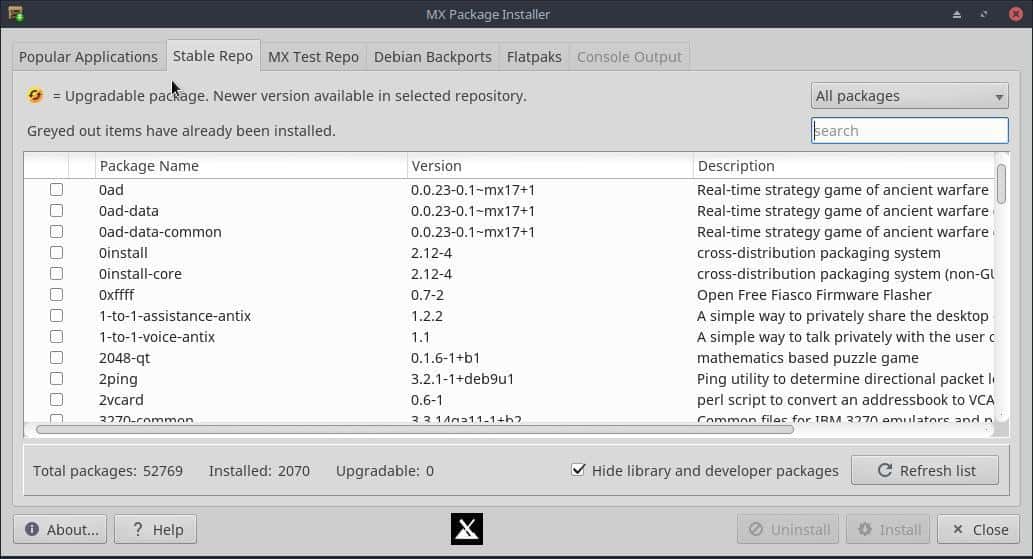 MX Package Installer
Popular Applications Stable Repo MX Test Repo Debian Backports Flatpaks Console Output
= Upgradable package. Newer version available in selected repository. All packages
Greyed out items have already been installed. search
Package Name Version Description
0ad 0.0.23-0.1~mx17+1 Real-time strategy game of ancient warfare
0ad-data 0.0.23-0.1~mx17+1 Real-time strategy game of ancient warfare
0ad-data-common 0.0.23-0.1~mx17+1 Real-time strategy game of ancient warfare
0install 2.12-4 cross-distribution packaging system
0install-core 2.12-4 cross-distribution packaging system (non-GU
0xffff 0.7-2 Open Free Fiasco Firmware Flasher
1-to-1-assistance-antix 1.2.2 A simple way to privately share the desktop
1-to-1-voice-antix 1.1 A simple way to talk privately with the user
2048-qt 0.1.6-1+b1 mathematics based puzzle game
2ping 3.2.1-1+deb9u1 Ping utility to determine directional packet
2vcard 0.6-1 perl script to convert an addressbook to VCA
3270-common 3.3.14ga11-1+b2 Common files for IBM 3270 emulators and
Total packages: 52769 Installed: 2070 Upgradable: 0 Hide library and developer packages Refresh list
About... ? Help X Uninstall Install Close